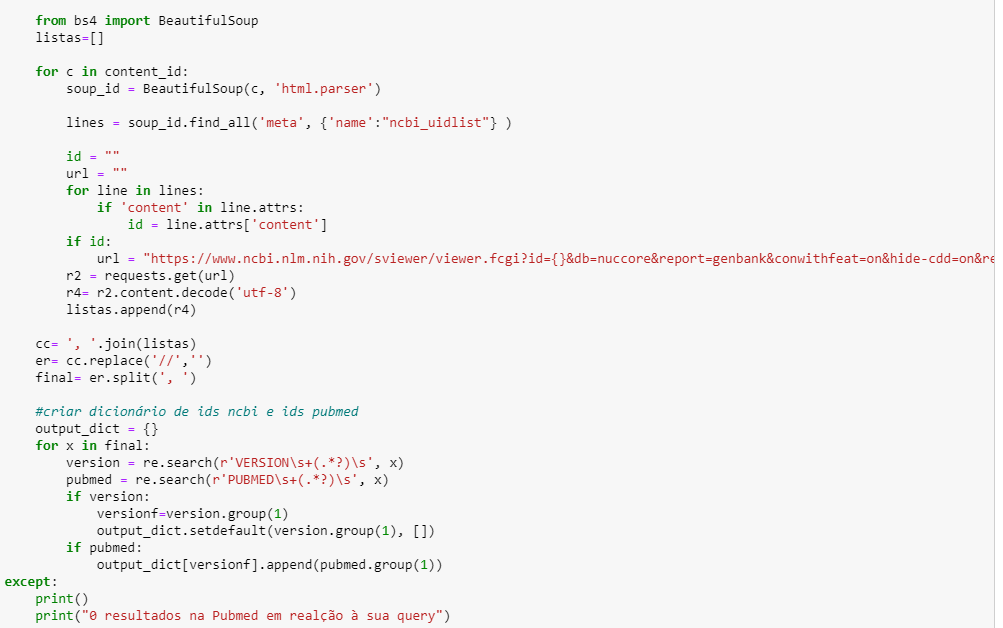 from bs4 import BeautifulSoup
listas=[]
for c in content_id:
soup_id = BeautifulSoup(c, 'html.parser')
lines = soup_id.find_all('meta', {'name':"ncbi_uidlist"} )
id = ""
url = ""
for line in lines:
if 'content' in line.attrs:
id = line.attrs['content']
if id:
url = "https://www.ncbi.nlm.nih.gov/sviewer/viewer.fcgi?id={}&db=nuccore&report=genbank&conwithfeat=on&hide-cdd=on&re
r2 = requests.get(url)
r4= r2.content.decode('utf-8')
listas.append(r4)
cc= ', '.join(listas)
er= cc.replace('//','')
final= er.split(', ')
#criar dicionário de ids ncbi e ids pubmed
output_dict = {}
for x in final:
version = re.search(r'VERSION\s+(.*?)\s', x)
pubmed = re.search(r'PUBMED\s+(.*?)\s', x)
if version:
versionf=version.group(1)
output_dict.setdefault(version.group(1), [])
if pubmed:
output_dict[versionf].append(pubmed.group(1))
except:
print()
print("0 resultados na Pubmed em realção à sua query")